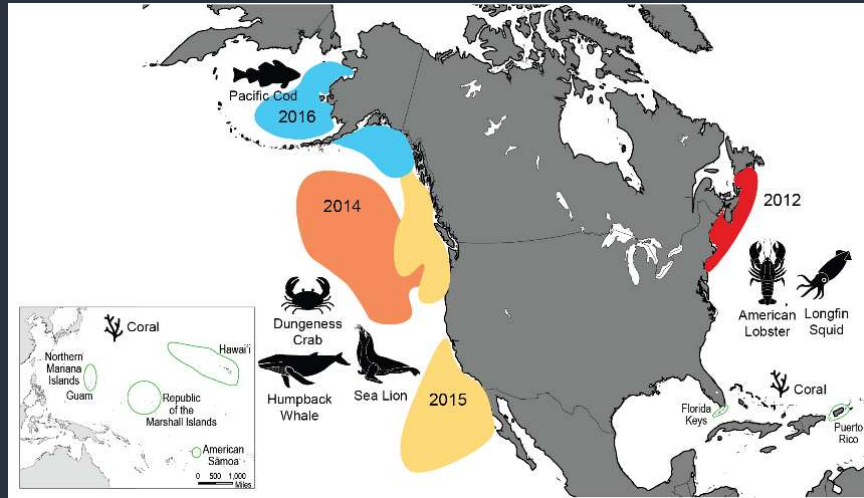 Pacific Cod
2016
2014
2012
Dungeness
Crab
Humpback
Whale
Sea Lion
2015
American
Lobster
Longfin
Squid
Coral
Florida
Keys
Puerto
Rico
Coral
Hawai'i
Northern
Mariana
Islands
Guam
Republic
of the
Marshall Islands
American
Sāmoa
0 500 1,000
Miles